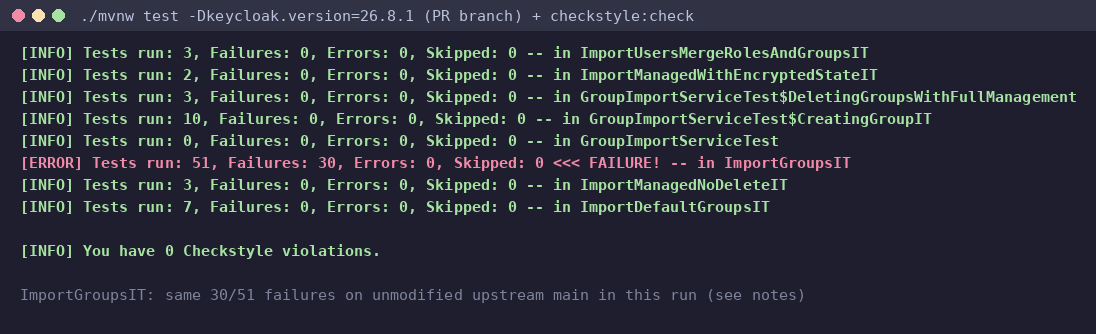 ./mvnw test -Dkeycloak.version=26.8.1 (PR branch) + checkstyle:check
[INFO] Tests run: 3, Failures: 0, Errors: 0, Skipped: 0 -- in ImportUsersMergeRolesAndGroupsIT
[INFO] Tests run: 2, Failures: 0, Errors: 0, Skipped: 0 -- in ImportManagedWithEncryptedStateIT
[INFO] Tests run: 3, Failures: 0, Errors: 0, Skipped: 0 -- in GroupImportServiceTest$DeletingGroupsWithFullManagement
[INFO] Tests run: 10, Failures: 0, Errors: 0, Skipped: 0 -- in GroupImportServiceTest$CreatingGroupIT
[INFO] Tests run: 0, Failures: 0, Errors: 0, Skipped: 0 -- in GroupImportServiceTest
[ERROR] Tests run: 51, Failures: 30, Errors: 0, Skipped: 0 <<< FAILURE! -- in ImportGroupsIT
[INFO] Tests run: 3, Failures: 0, Errors: 0, Skipped: 0 -- in ImportManagedNoDeleteIT
[INFO] Tests run: 7, Failures: 0, Errors: 0, Skipped: 0 -- in ImportDefaultGroupsIT
[INFO] You have 0 Checkstyle violations.
ImportGroupsIT: same 30/51 failures on unmodified upstream main in this run (see notes)